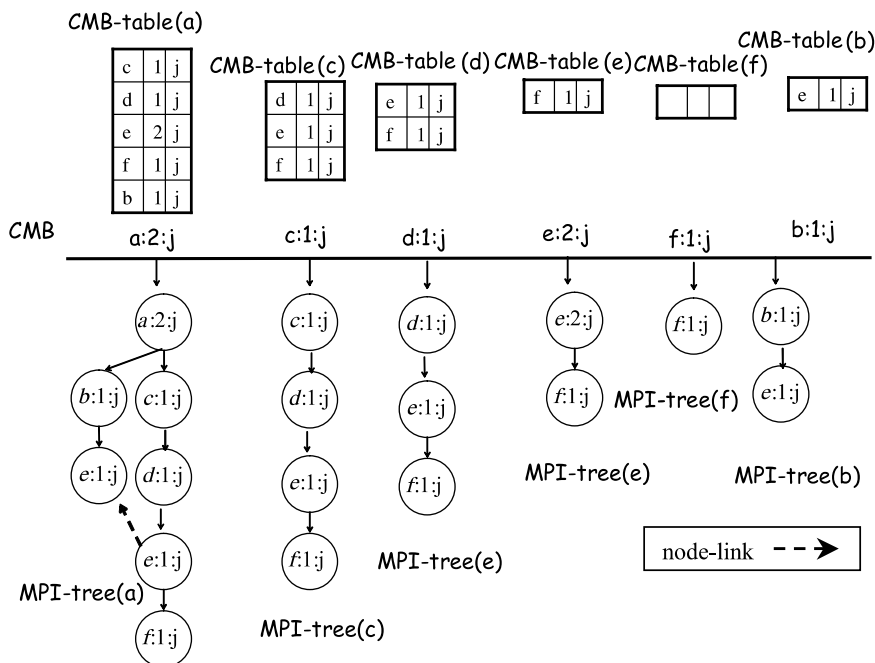 CMB-table(a)
c 1 j
d 1 j
e 2 j
f 1 j
b 1 j
CMB-table(c)
d 1 j
e 1 j
f 1 j
CMB-table (d)
e 1 j
f 1 j
CMB-table(e)
f 1 j
CMB-table(f)
CMB-table(b)
e 1 j
CMB
a:2:j
c:1:j
d:1:j
e:2:j
f:1:j
b:1:j
a:2:j
b:1:j
c:1:j
e:1:j
d:1:j
e:1:j
f:1:j
MPI-tree(a)
c:1:j
d:1:j
e:1:j
f:1:j
MPI-tree(c)
d:1:j
e:1:j
f:1:j
MPI-tree(e)
e:2:j
f:1:j
MPI-tree(e)
f:1:j
MPI-tree(f)
b:1:j
e:1:j
MPI-tree(b)
node-link